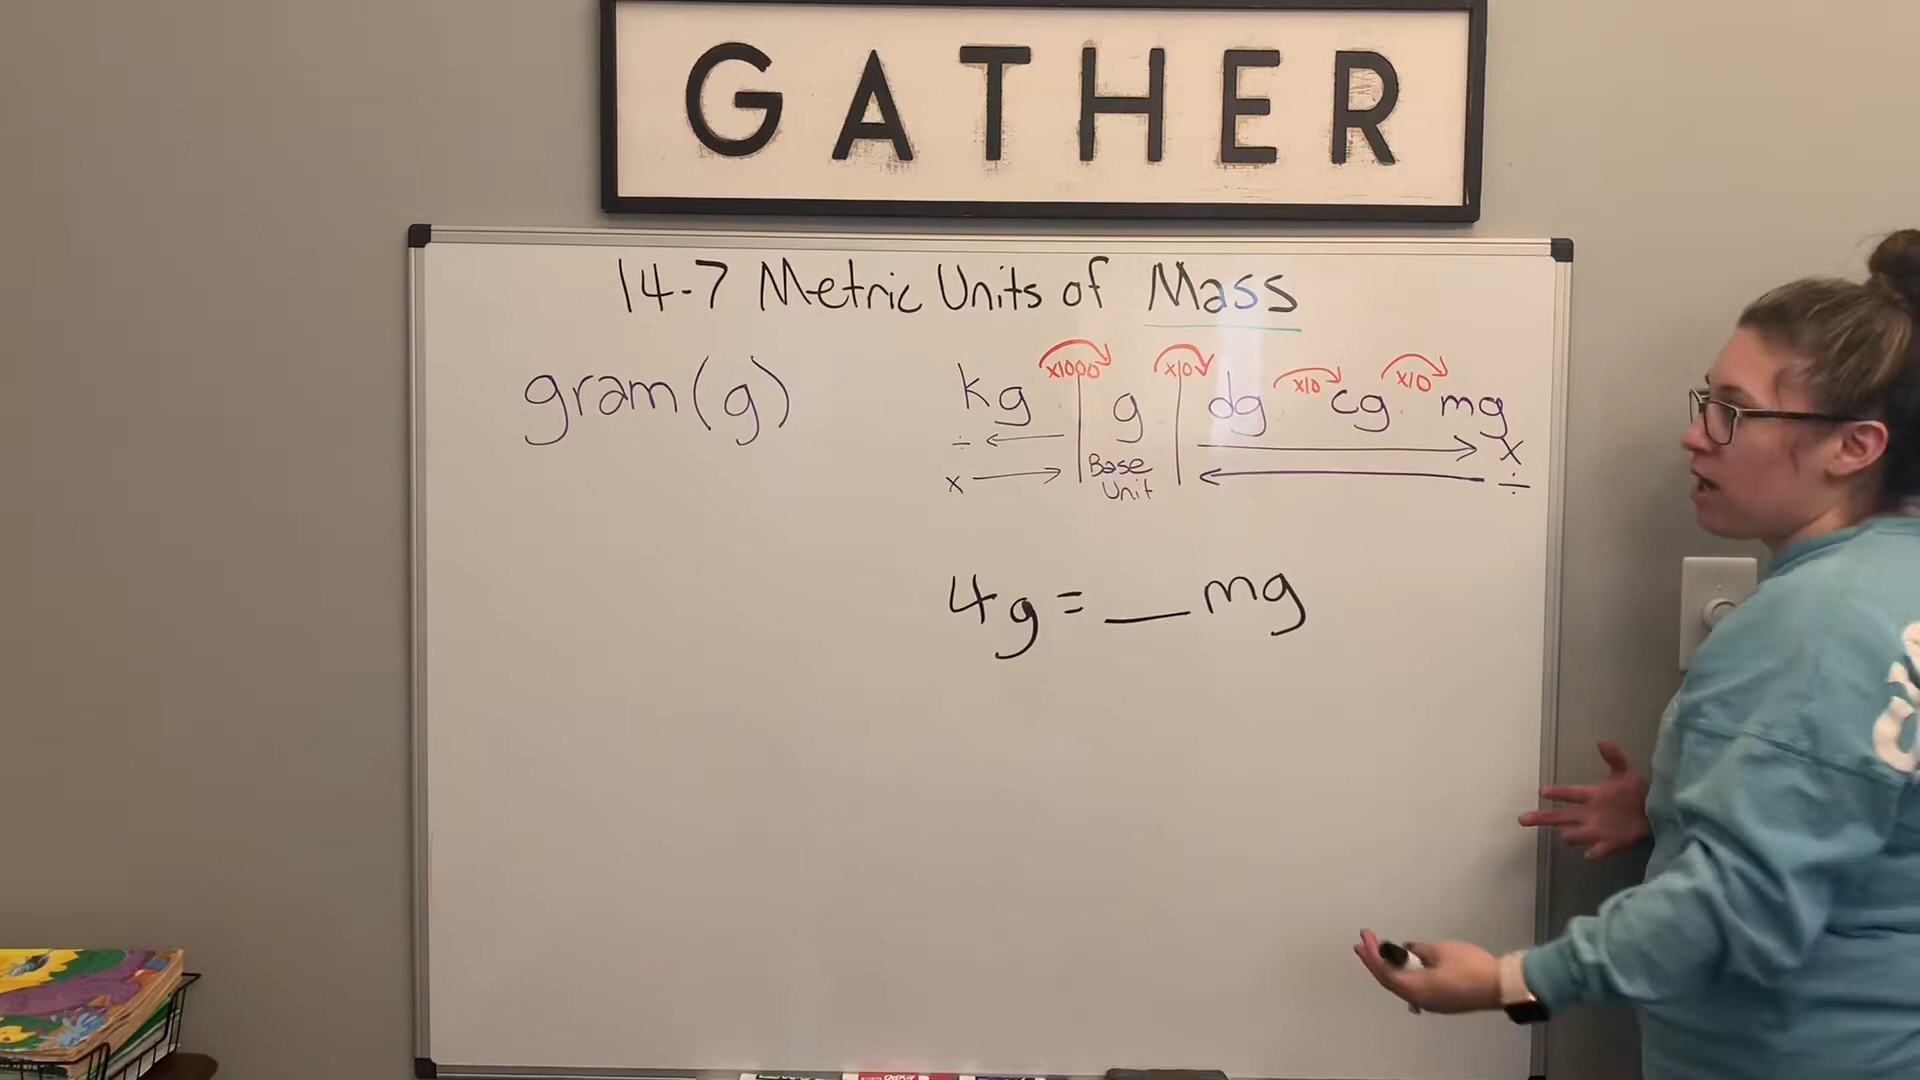 GATHER
14-7 Metric Units of Mass
gram (g)
x1000 x10 x10 x10
kg g dg cg mg
÷ x
x Base ÷
Unit
4g = __ mg